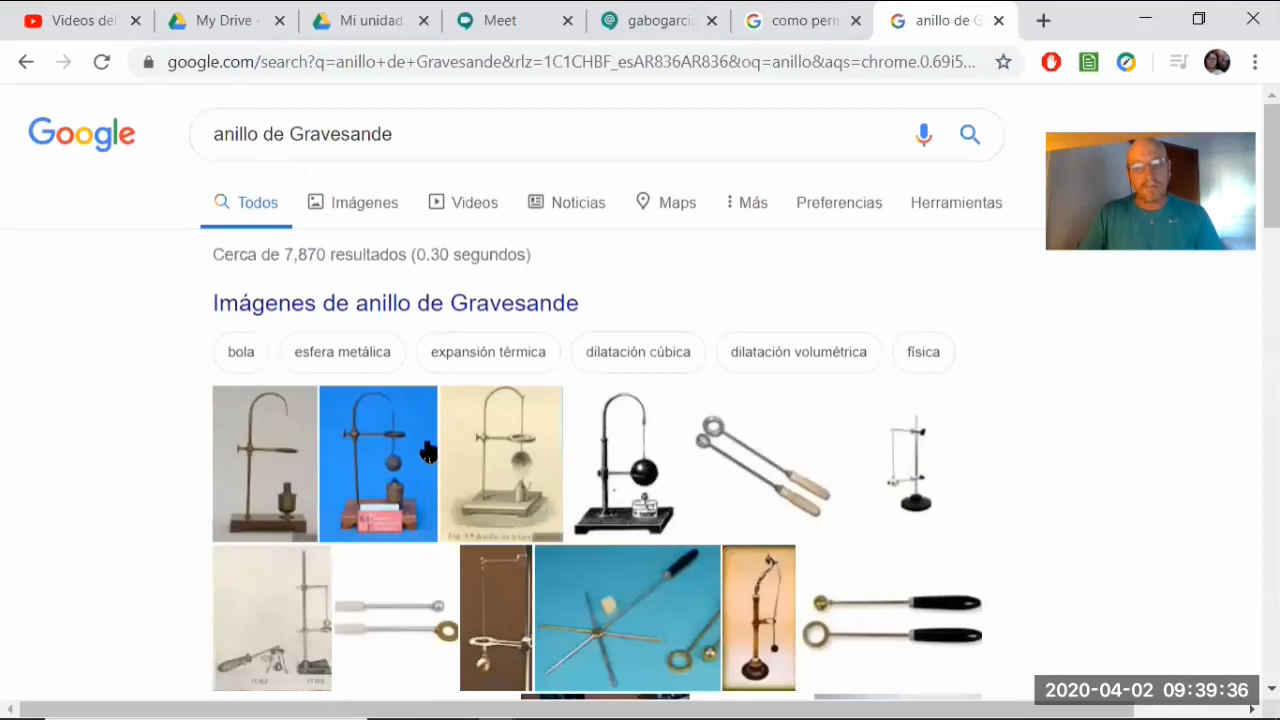 Videos del
My Drive -
Mi unidad
Meet
gabogarci
como perm
anillo de G
google.com/search?q=anillo+de+Gravesande&rlz=1C1CHBF_esAR836AR836&oq=anillo&aqs=chrome.0.69i5...
Google
anillo de Gravesande
Todos
Imágenes
Videos
Noticias
Maps
Más
Preferencias
Herramientas
Cerca de 7,870 resultados (0.30 segundos)
Imágenes de anillo de Gravesande
bola
esfera metálica
expansión térmica
dilatación cúbica
dilatación volumétrica
física
2020-04-02 09:39:36